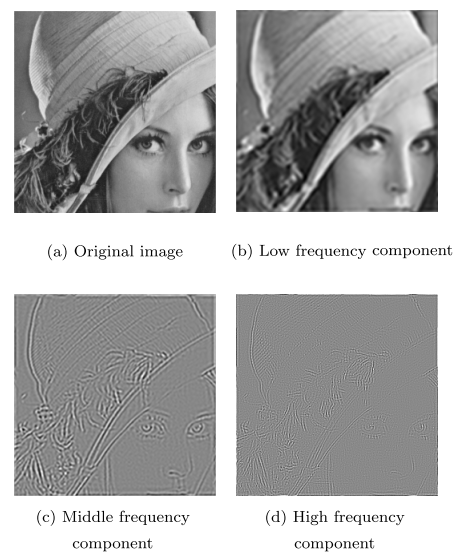 (a) Original image
(b) Low frequency component
(c) Middle frequency
component
(d) High frequency
component